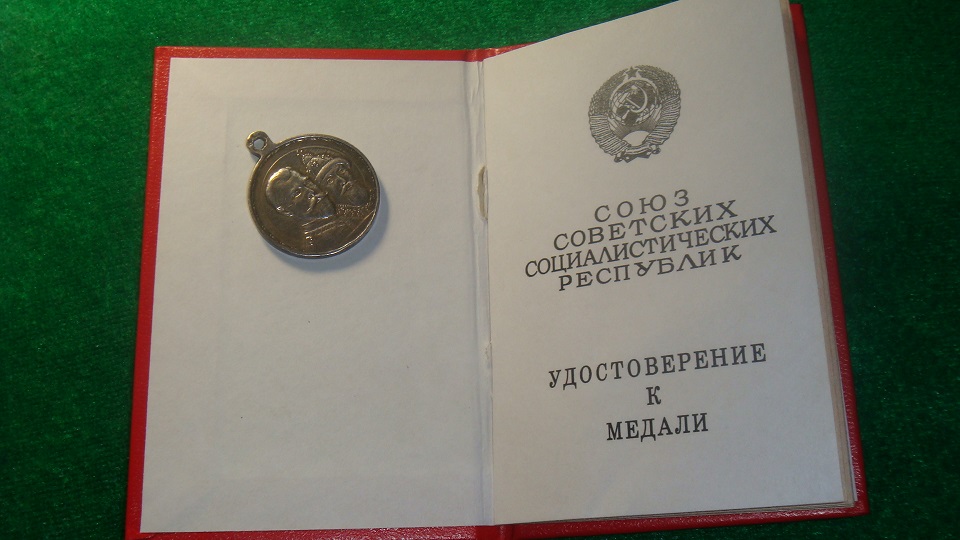 СОЮЗ
СОВЕТСКИХ
СОЦИАЛИСТИЧЕСКИХ
РЕСПУБЛИК
УДОСТОВЕРЕНИЕ
К
МЕДАЛИ